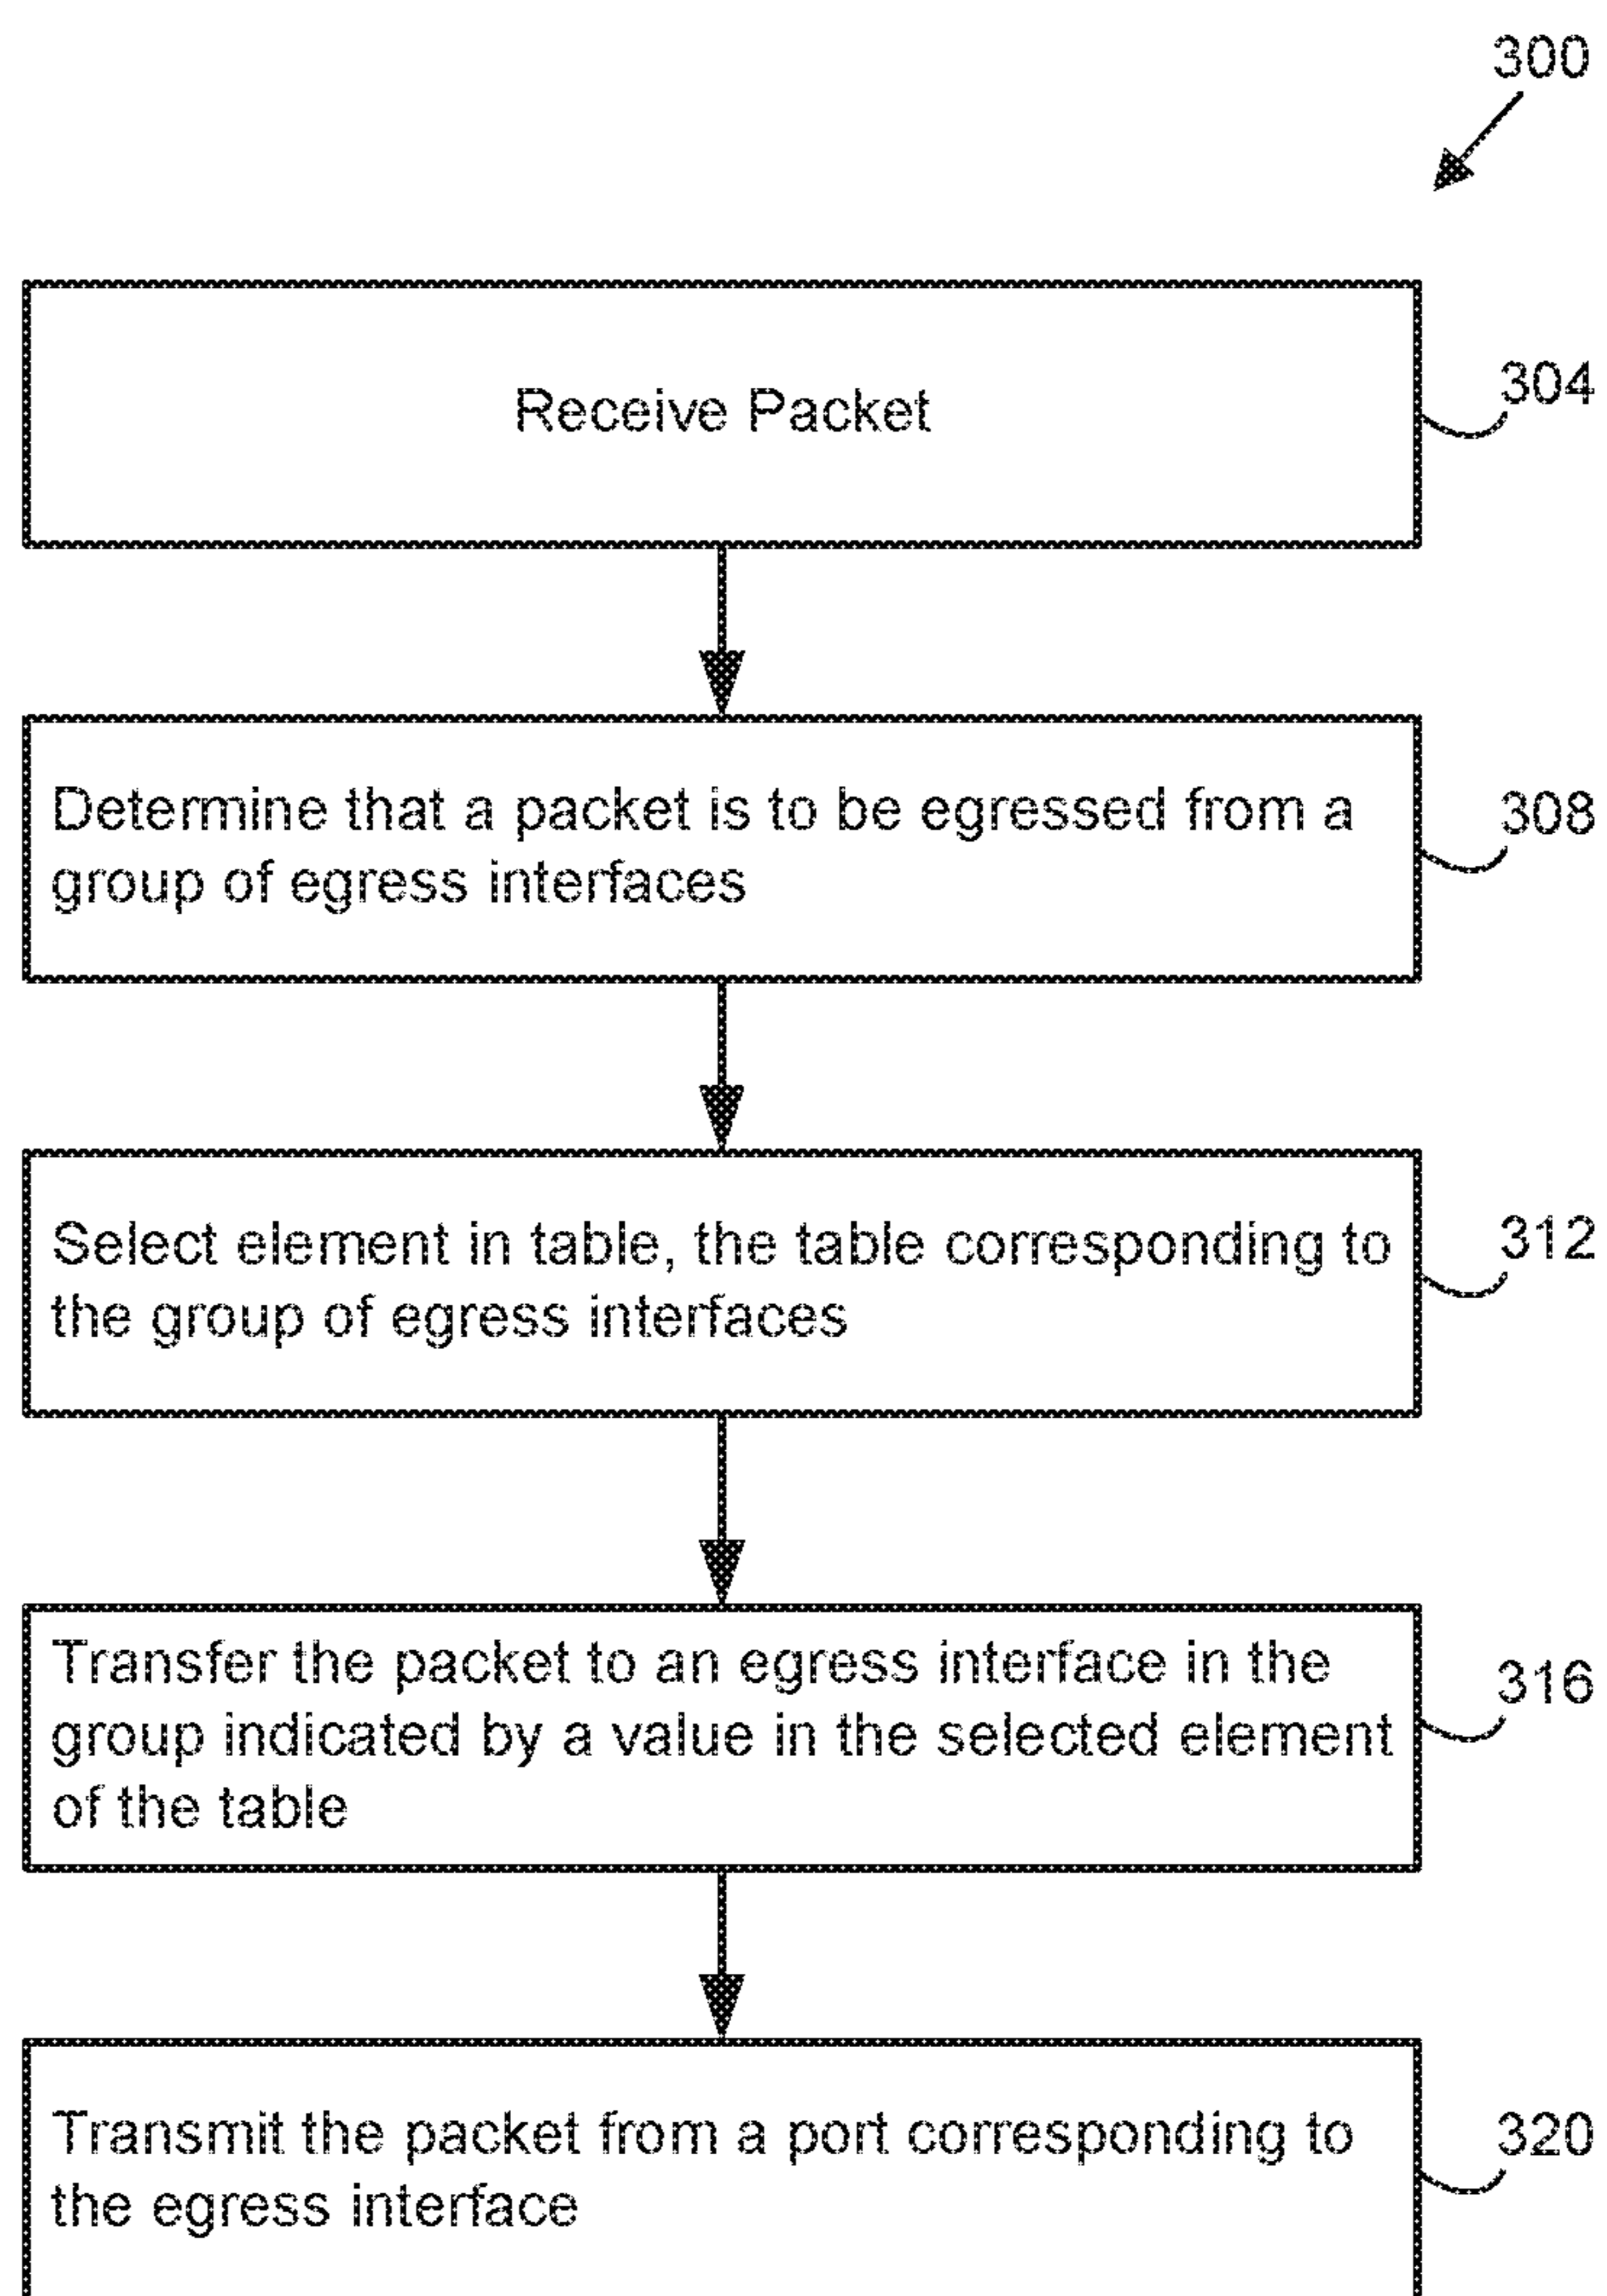 300
Receive Packet
304
Determine that a packet is to be egressed from a
group of egress interfaces
308
Select element in table, the table corresponding to
the group of egress interfaces
312
Transfer the packet to an egress interface in the
group indicated by a value in the selected element
of the table
316
Transmit the packet from a port corresponding to
the egress interface
320